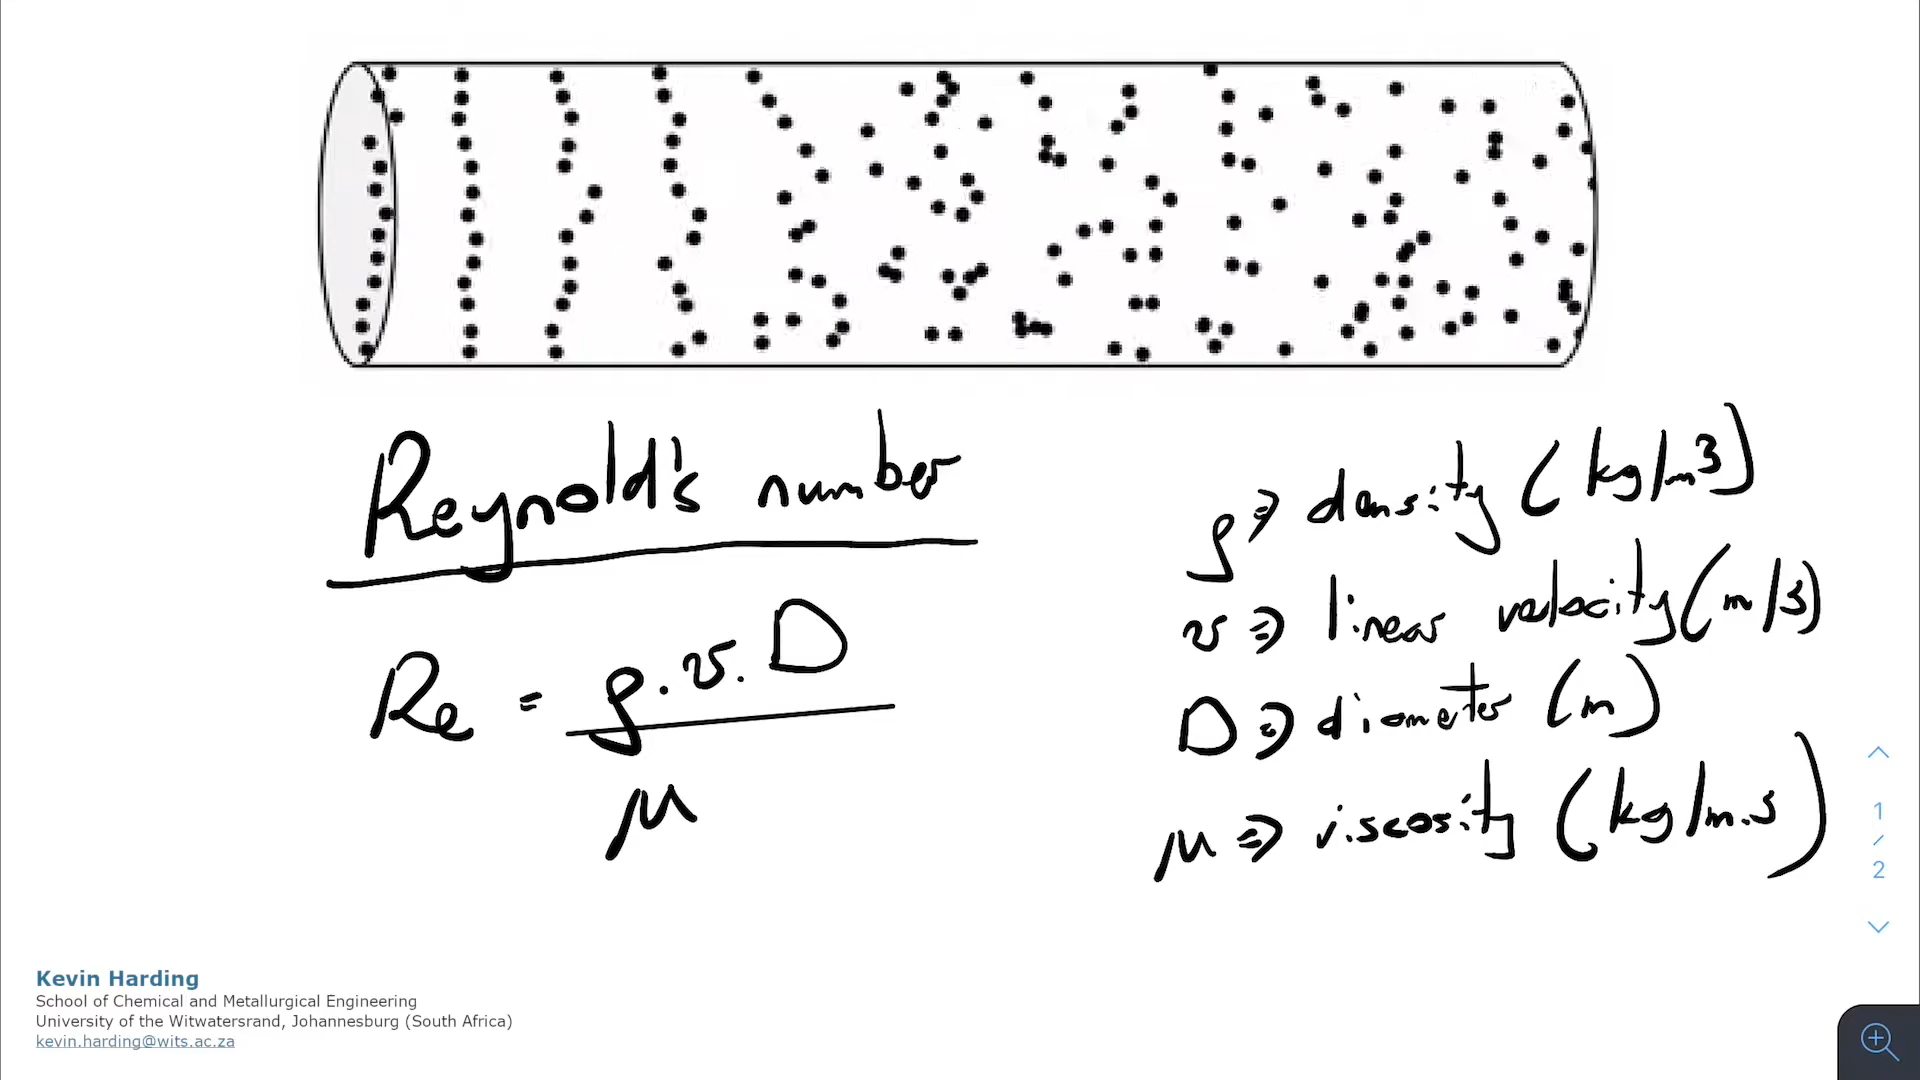 Reynold's number
Re = ρ.v.D
μ
ρ ⇒ density (kg/m3)
v ⇒ linear velocity (m/s)
D ⇒ diameter (m)
μ ⇒ viscosity (kg/m.s)
1
/
2
Kevin Harding
School of Chemical and Metallurgical Engineering
University of the Witwatersrand, Johannesburg (South Africa)
kevin.harding@wits.ac.za